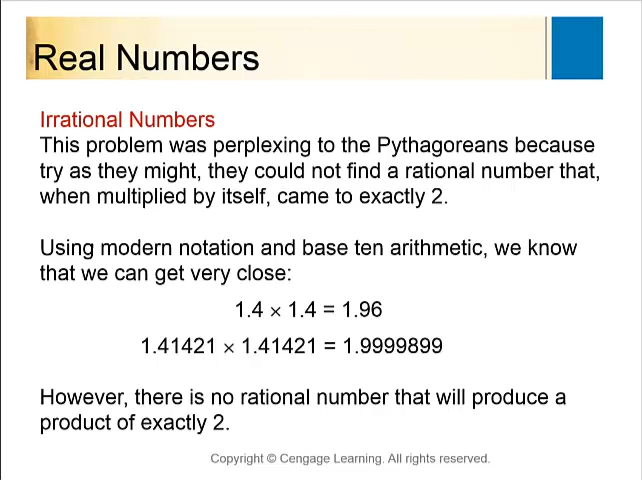 Real Numbers
Irrational Numbers
This problem was perplexing to the Pythagoreans because
try as they might, they could not find a rational number that,
when multiplied by itself, came to exactly 2.
Using modern notation and base ten arithmetic, we know
that we can get very close:
1.4 × 1.4 = 1.96
1.41421 × 1.41421 = 1.9999899
However, there is no rational number that will produce a
product of exactly 2.
Copyright © Cengage Learning. All rights reserved.